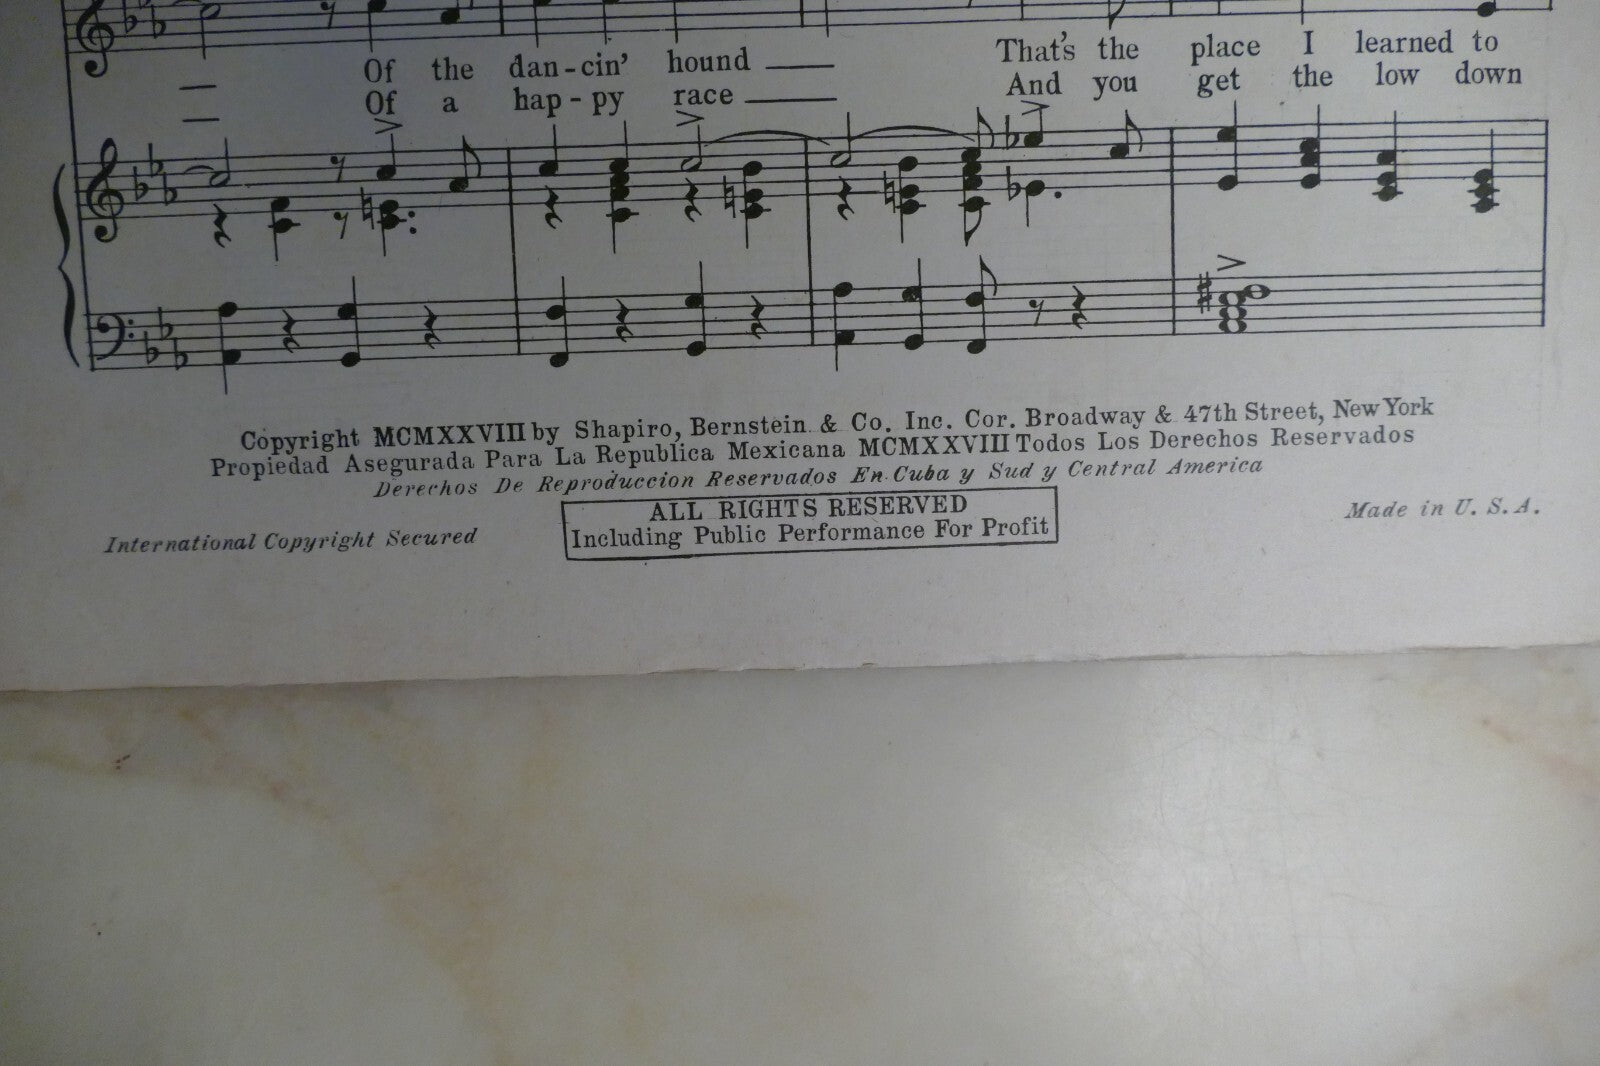 Of the dan-cin' hound That's the place I learned to
Of a hap-py race And you get the low down
Copyright MCMXXVIII by Shapiro, Bernstein & Co. Inc. Cor. Broadway & 47th Street, New York
Propiedad Asegurada Para La Republica Mexicana MCMXXVIII Todos Los Derechos Reservados
Derechos De Reproduccion Reservados En Cuba y Sud y Central America
International Copyright Secured
ALL RIGHTS RESERVED
Including Public Performance For Profit
Made in U. S. A.